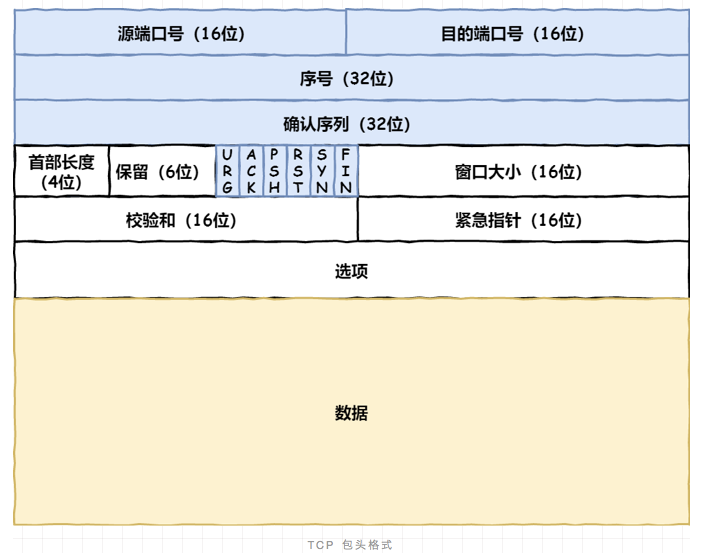 源端口号（16位）
目的端口号（16位）
序号（32位）
确认序列（32位）
首部长度
（4位）
保留（6位）
URG
ACK
PSH
RST
SYN
FIN
窗口大小（16位）
校验和（16位）
紧急指针（16位）
选项
数据
TCP 包头格式